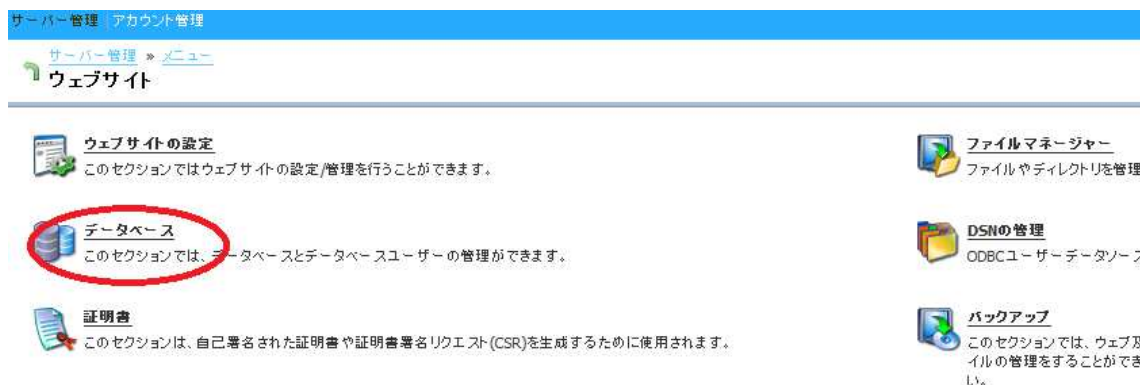 サーバー管理 | アカウント管理
サーバー管理 » メニュー
ウェブサイト
ウェブサイトの設定
このセクションではウェブサイトの設定/管理を行うことができます。
ファイルマネージャー
ファイルやディレクトリを管理
データベース
このセクションでは、データベースとデータベースユーザーの管理ができます。
DSNの管理
ODBCユーザーデータソース
証明書
このセクションは、自己署名された証明書や証明書署名リクエスト(CSR)を生成するために使用されます。
バックアップ
このセクションでは、ウェブ及
イルの管理をすることができ
い。